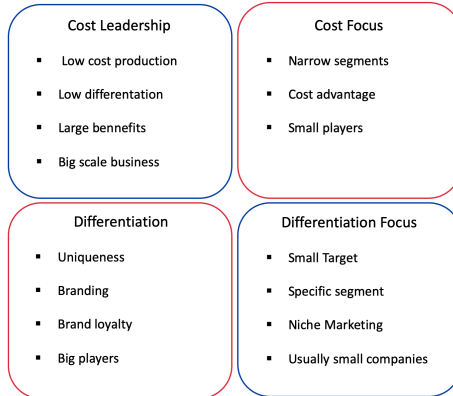 Cost Leadership
▪ Low cost production
▪ Low differentation
▪ Large bennefits
▪ Big scale business
Cost Focus
▪ Narrow segments
▪ Cost advantage
▪ Small players
Differentiation
▪ Uniqueness
▪ Branding
▪ Brand loyalty
▪ Big players
Differentiation Focus
▪ Small Target
▪ Specific segment
▪ Niche Marketing
▪ Usually small companies